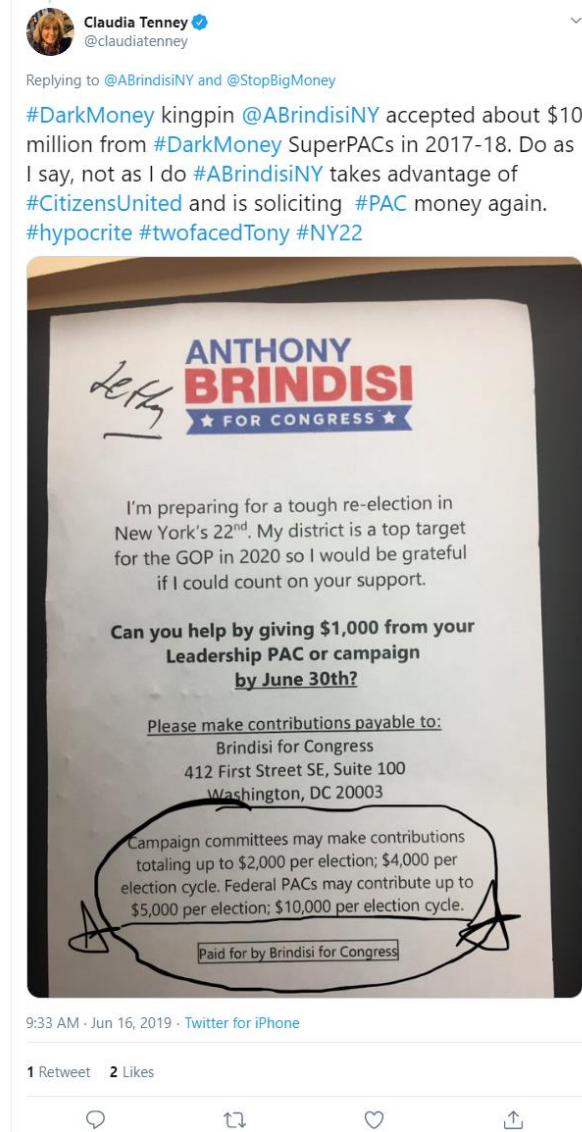 Claudia Tenney
@claudiatenney
Replying to @ABrindisiNY and @StopBigMoney
#DarkMoney kingpin @ABrindisiNY accepted about $10
million from #DarkMoney SuperPACs in 2017-18. Do as
I say, not as I do #ABrindisiNY takes advantage of
#CitizensUnited and is soliciting #PAC money again.
#hypocrite #twofacedTony #NY22
ANTHONY
BRINDISI
FOR CONGRESS
I'm preparing for a tough re-election in
New York's 22nd. My district is a top target
for the GOP in 2020 so I would be grateful
if I could count on your support.
Can you help by giving $1,000 from your
Leadership PAC or campaign
by June 30th?
Please make contributions payable to:
Brindisi for Congress
412 First Street SE, Suite 100
Washington, DC 20003
Campaign committees may make contributions
totaling up to $2,000 per election; $4,000 per
election cycle. Federal PACs may contribute up to
$5,000 per election; $10,000 per election cycle.
Paid for by Brindisi for Congress
9:33 AM · Jun 16, 2019 · Twitter for iPhone
1 Retweet 2 Likes